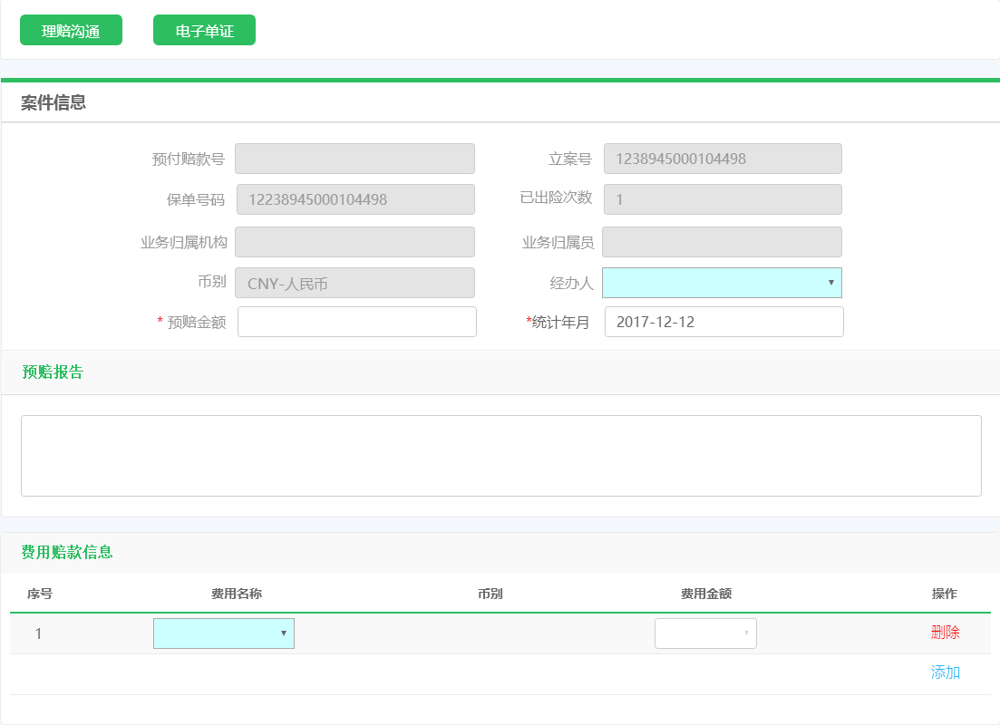 理赔沟通 电子单证
案件信息
预付赔款号 立案号 1238945000104498
保单号码 12238945000104498 已出险次数 1
业务归属机构 业务归属员
币别 CNY-人民币 经办人
* 预赔金额 *统计年月 2017-12-12
预赔报告
费用赔款信息
序号 费用名称 币别 费用金额 操作
1 删除
添加